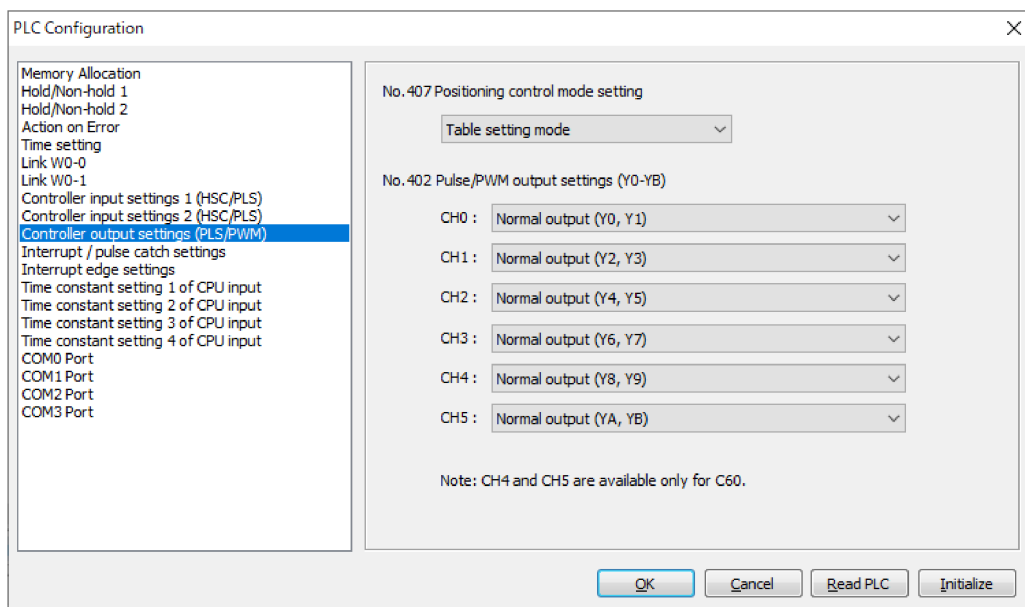 PLC Configuration
Memory Allocation
Hold/Non-hold 1
Hold/Non-hold 2
Action on Error
Time setting
Link W0-0
Link W0-1
Controller input settings 1 (HSC/PLS)
Controller input settings 2 (HSC/PLS)
Controller output settings (PLS/PWM)
Interrupt / pulse catch settings
Interrupt edge settings
Time constant setting 1 of CPU input
Time constant setting 2 of CPU input
Time constant setting 3 of CPU input
Time constant setting 4 of CPU input
COM0 Port
COM1 Port
COM2 Port
COM3 Port
No.407 Positioning control mode setting
Table setting mode
No.402 Pulse/PWM output settings (Y0-YB)
CH0 : Normal output (Y0, Y1)
CH1 : Normal output (Y2, Y3)
CH2 : Normal output (Y4, Y5)
CH3 : Normal output (Y6, Y7)
CH4 : Normal output (Y8, Y9)
CH5 : Normal output (YA, YB)
Note: CH4 and CH5 are available only for C60.
OK Cancel Read PLC Initialize